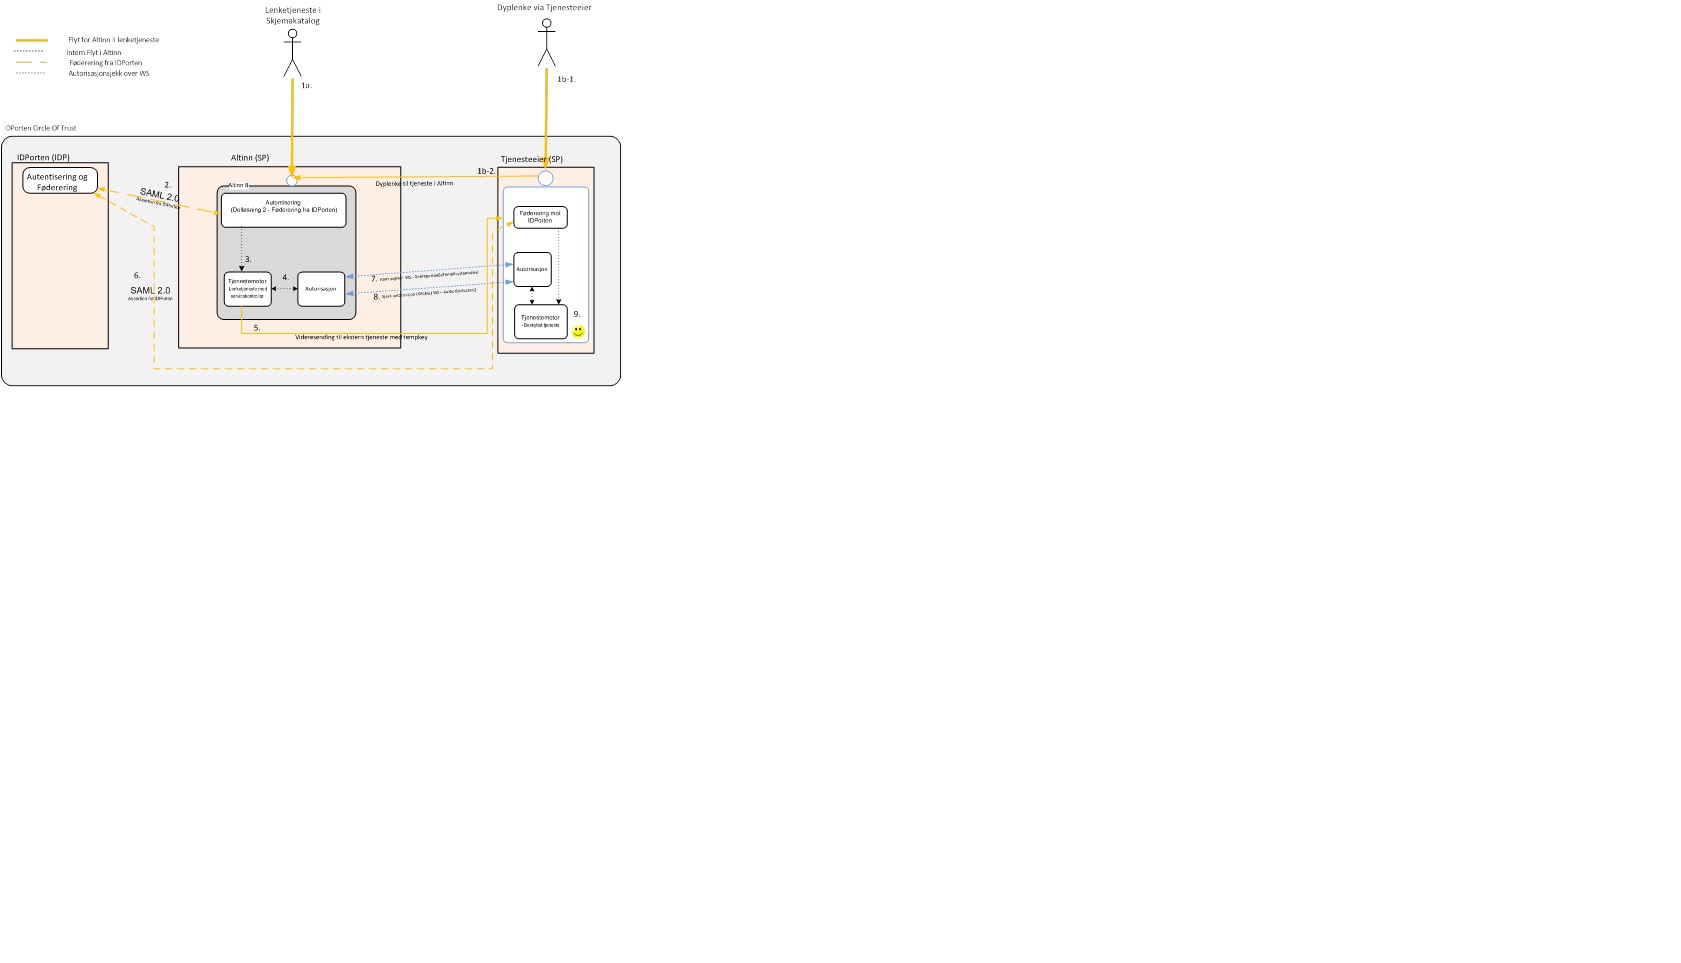 Lenketjeneste i
Skjemakatalog
Dyplenke via Tjenesteeier
Flyt for Altinn II lenketjeneste
Intern Flyt i Altinn
Føderering fra IDPorten
Autorisasjonsjekk over WS
1a.
1b-1.
IDPorten Circle Of Trust
IDPorten (IDP)
Altinn (SP)
Tjenesteeier (SP)
Autentisering og
Føderering
2.
SAML 2.0
Assertion fra IDPorten
1b-2.
Dyplenke til tjeneste i Altinn
Altinn II
Autentisering
(Delløsning 2 - Føderering fra IDPorten)
Føderering mot
IDPorten
3.
4.
Tjenestemotor
Lenketjeneste med
servicekontroller
Autorisasjon
Autorisasjon
6.
SAML 2.0
Assertion fra IDPorten
7.
8.
5.
Videresending til ekstern tjeneste med tempkey
Tjenestemotor
- Beskyttet tjeneste
9.